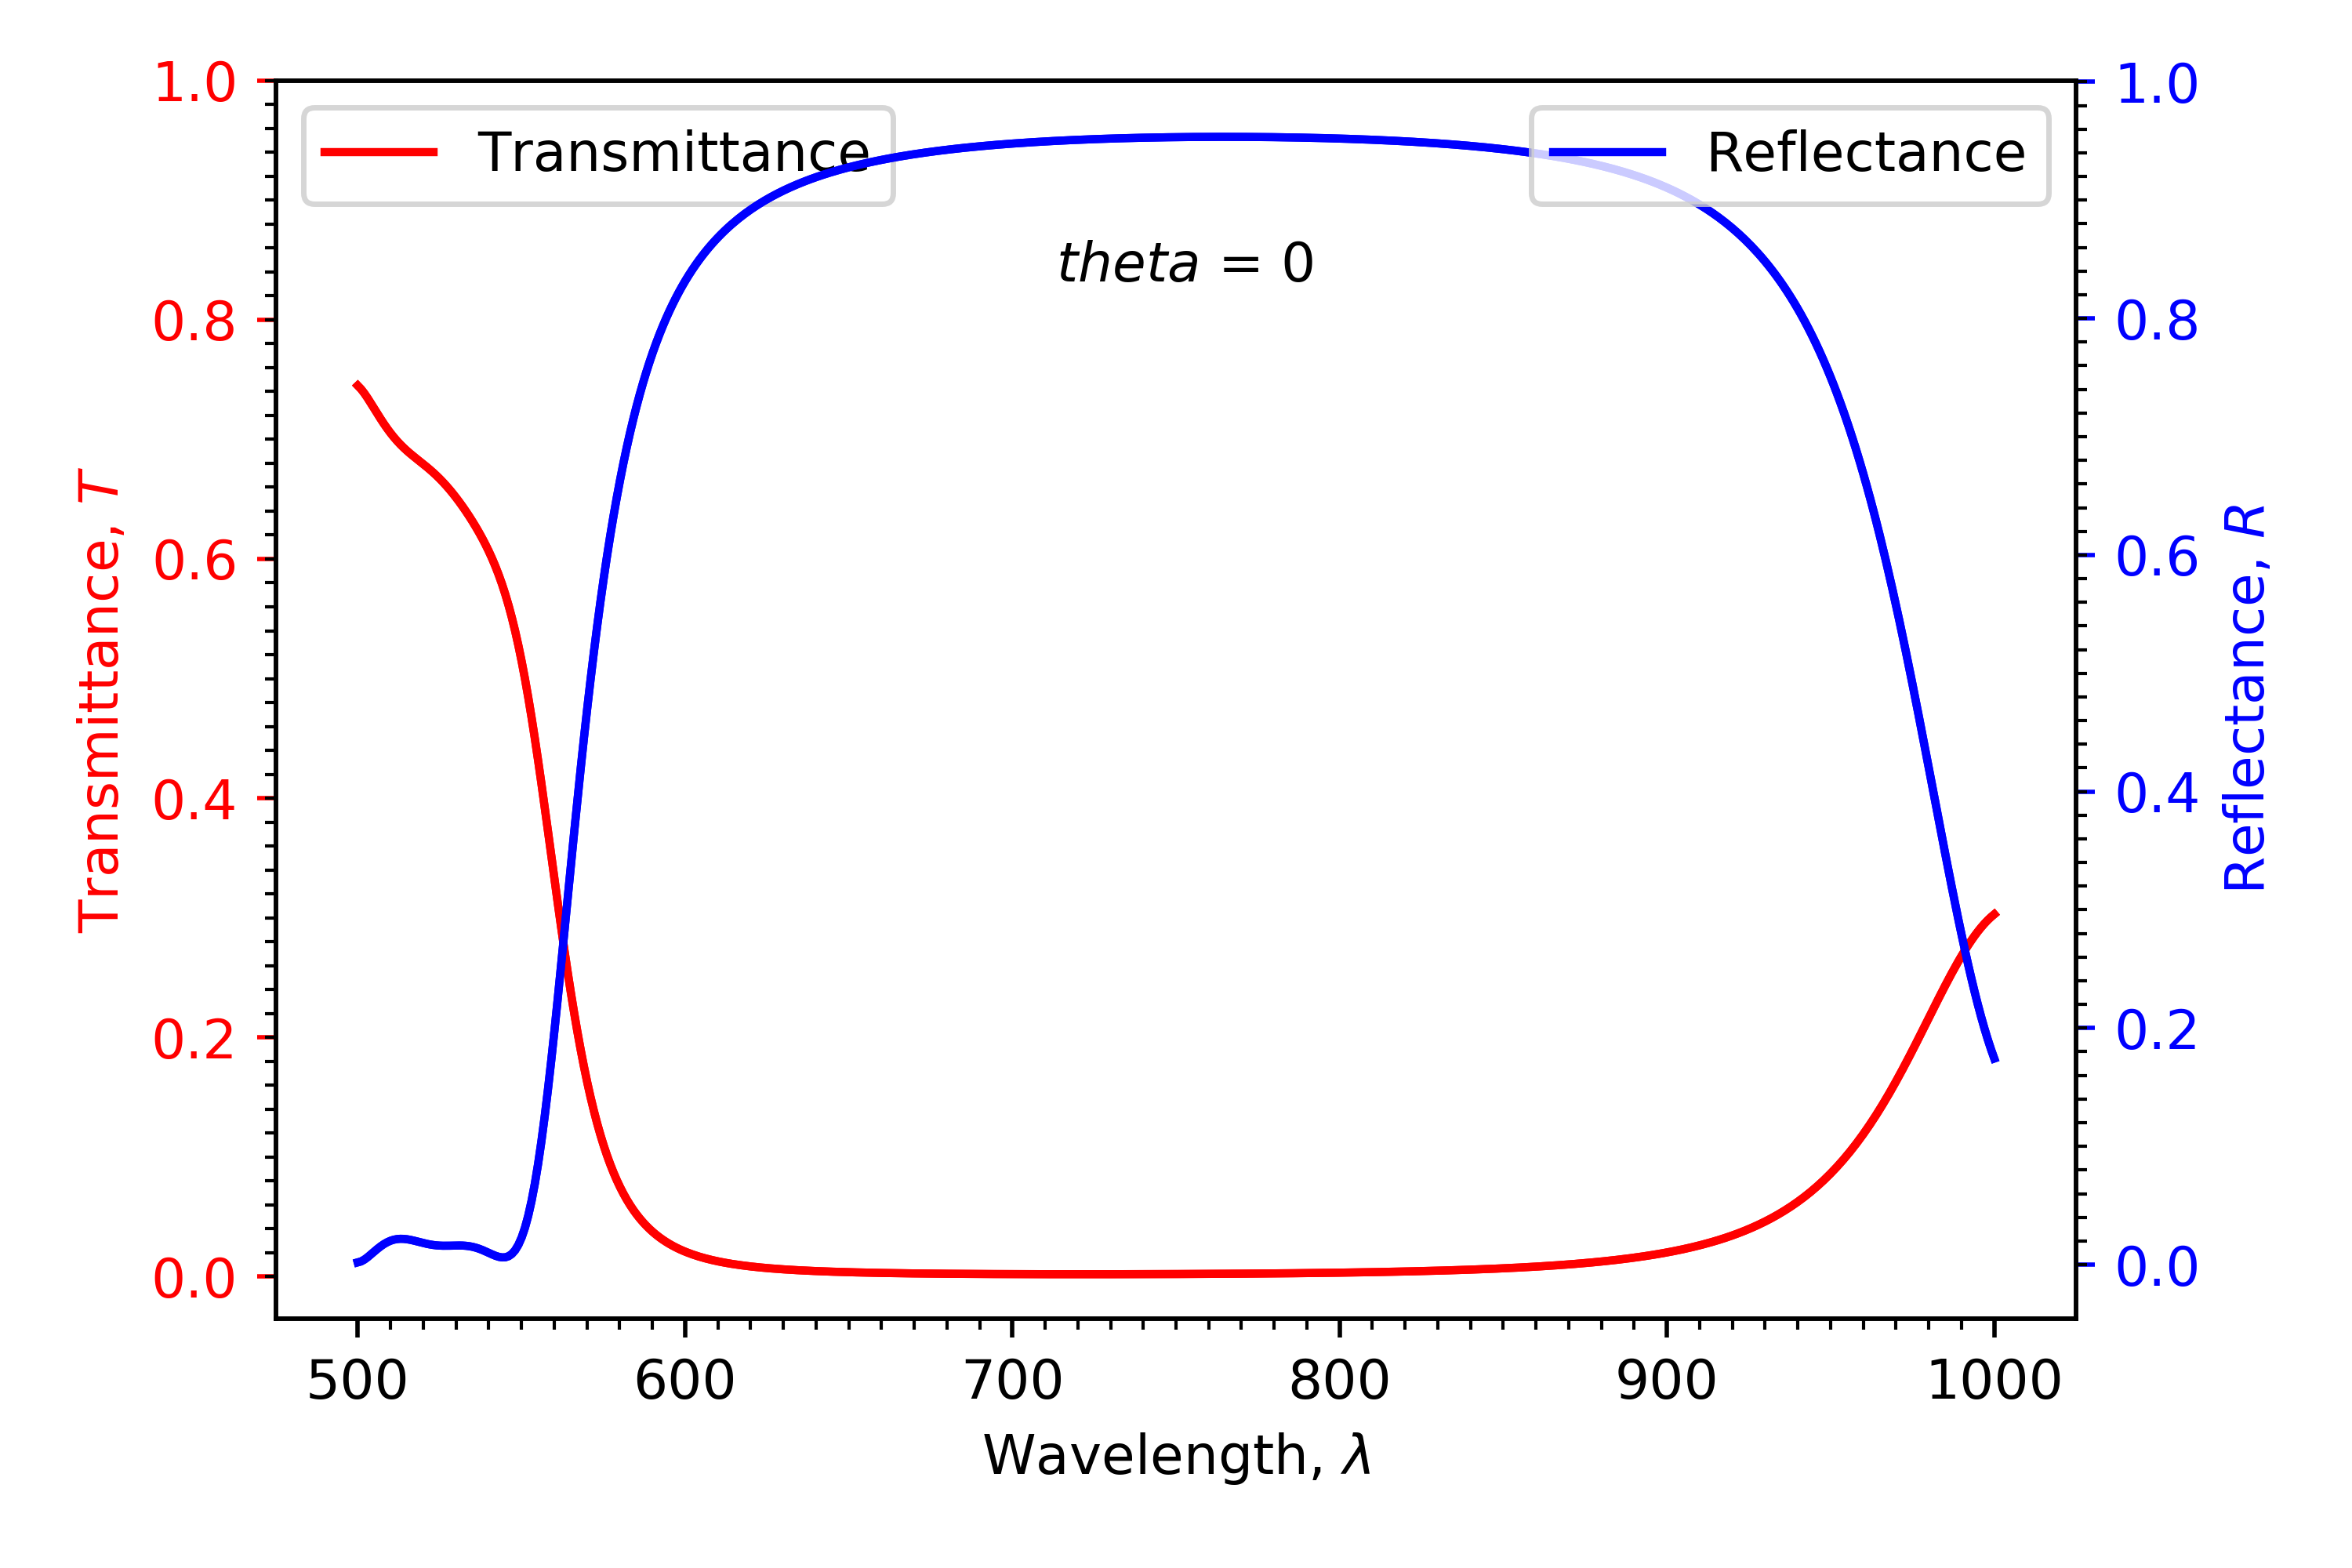 1.0
0.8
0.6
0.4
0.2
0.0
Transmittance, T
Transmittance
theta = 0
Reflectance
1.0
0.8
0.6
0.4
0.2
0.0
Reflectance, R
500 600 700 800 900 1000
Wavelength, λ